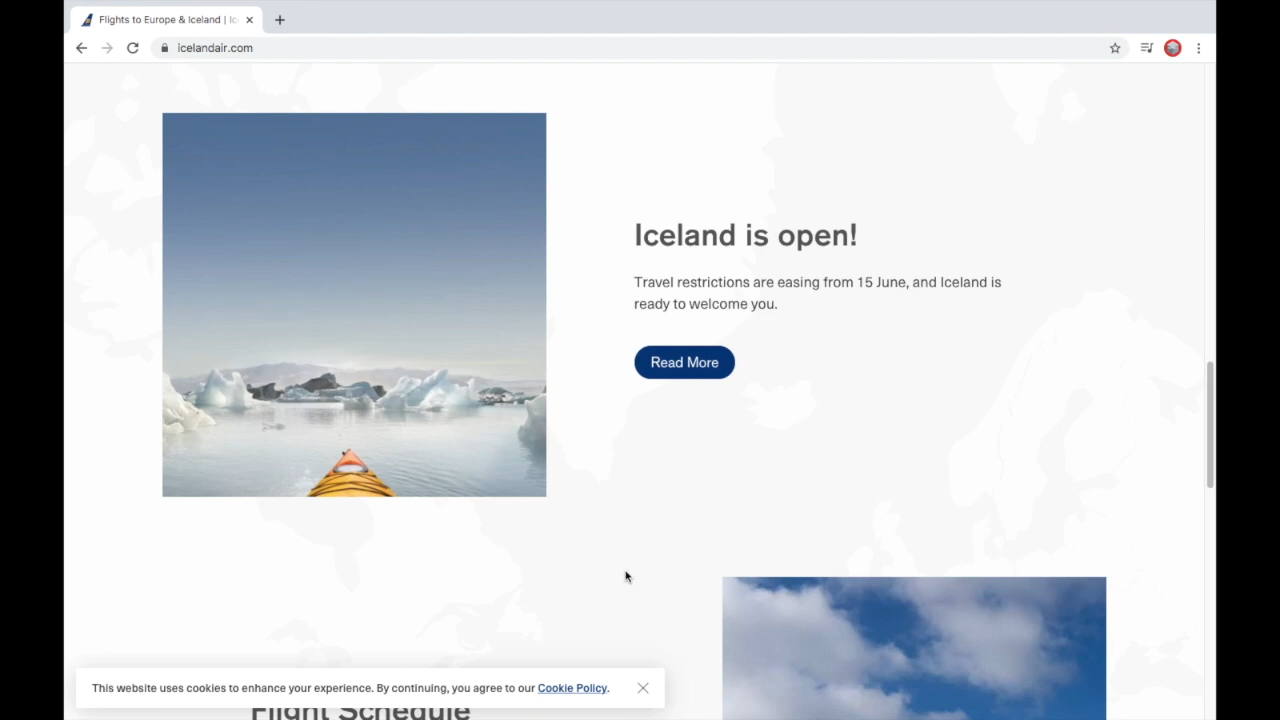 Flights to Europe & Iceland | Ic
icelandair.com
Iceland is open!
Travel restrictions are easing from 15 June, and Iceland is
ready to welcome you.
Read More
This website uses cookies to enhance your experience. By continuing, you agree to our Cookie Policy.
Flight Schedule